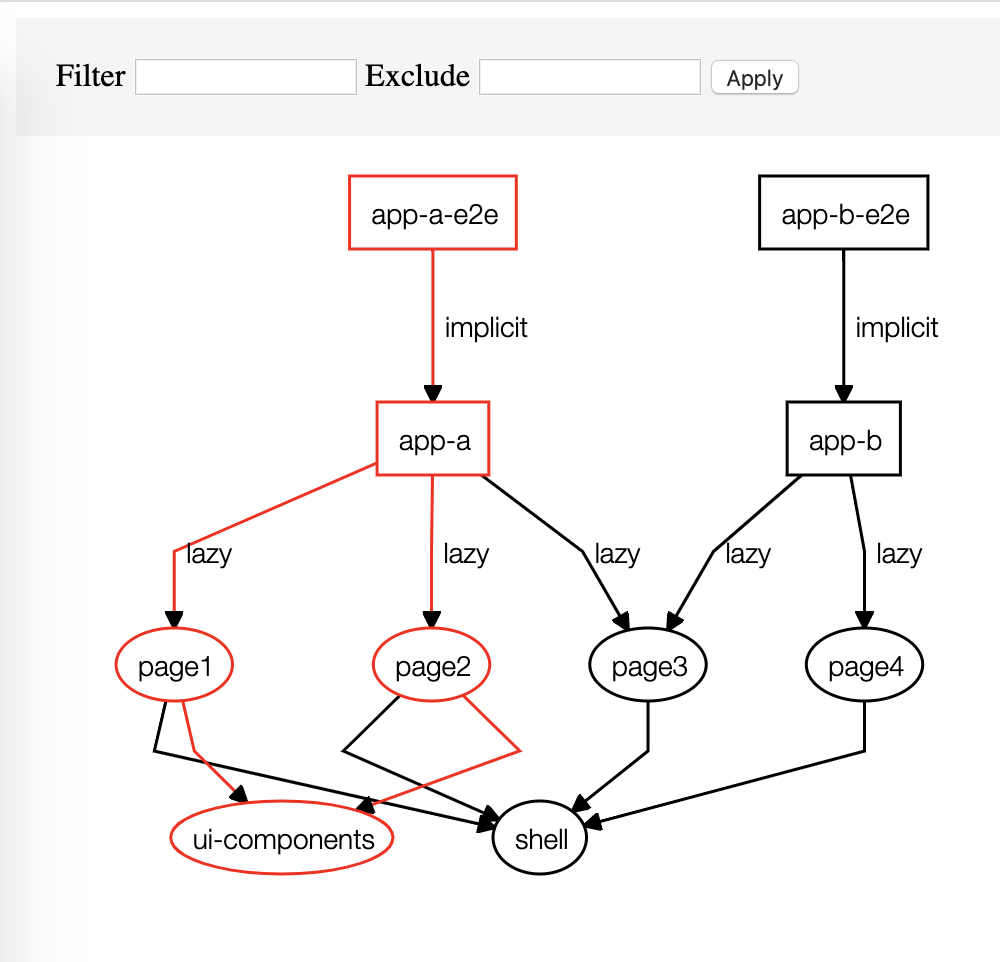 Filter Exclude Apply
app-a-e2e app-b-e2e
implicit implicit
app-a app-b
lazy lazy lazy lazy lazy
page1 page2 page3 page4
ui-components shell